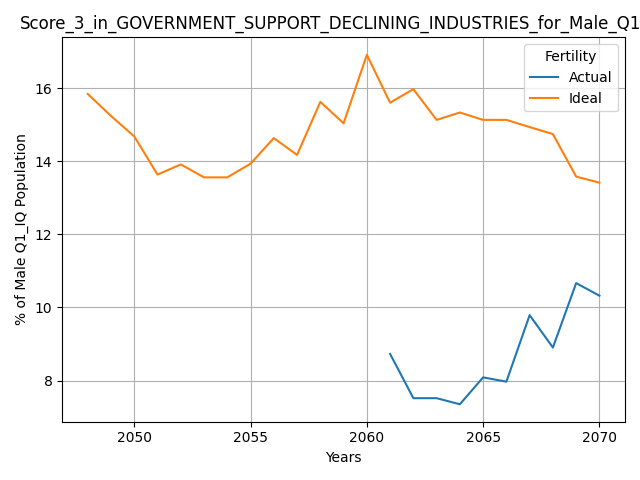 Score_3_in_GOVERNMENT_SUPPORT_DECLINING_INDUSTRIES_for_Male_Q1
Fertility
Actual
Ideal
% of Male Q1_IQ Population
16
14
12
10
8
2050 2055 2060 2065 2070
Years